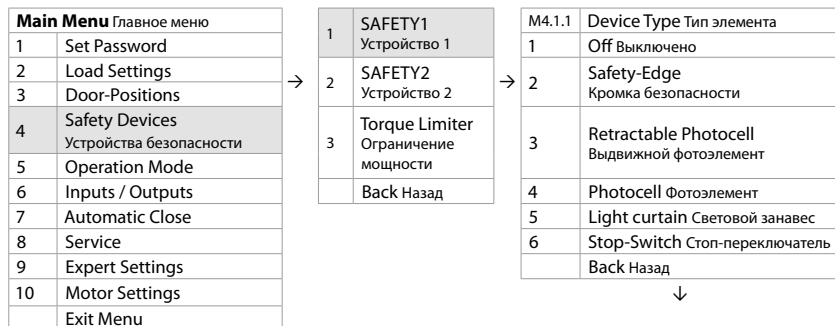 Main Menu Главное меню
1 Set Password
2 Load Settings
3 Door-Positions
4 Safety Devices
Устройства безопасности
5 Operation Mode
6 Inputs / Outputs
7 Automatic Close
8 Service
9 Expert Settings
10 Motor Settings
Exit Menu
→
1 SAFETY1
Устройство 1
2 SAFETY2
Устройство 2
3 Torque Limiter
Ограничение
мощности
Back Назад
→
M4.1.1 Device Type Тип элемента
1 Off Выключено
2 Safety-Edge
Кромка безопасности
3 Retractable Photocell
Выдвижной фотоэлемент
4 Photocell Фотоэлемент
5 Light curtain Световой занавес
6 Stop-Switch Стоп-переключатель
Back Назад
↓